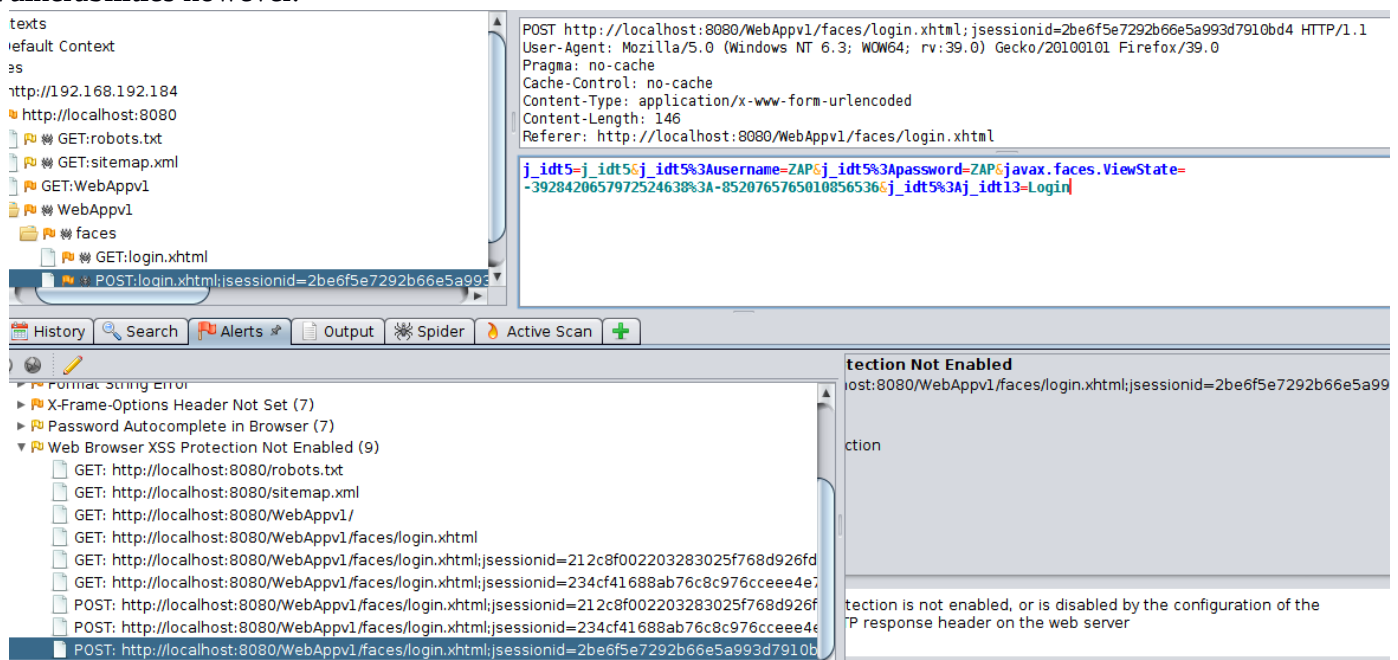 texts
efault Context
es
http://192.168.192.184
http://localhost:8080
GET:robots.txt
GET:sitemap.xml
GET:WebAppv1
WebAppv1
faces
GET:login.xhtml
POST:login.xhtml;jsessionid=2be6f5e7292b66e5a993
POST http://localhost:8080/WebAppv1/faces/login.xhtml;jsessionid=2be6f5e7292b66e5a993d7910bd4 HTTP/1.1
User-Agent: Mozilla/5.0 (Windows NT 6.3; WOW64; rv:39.0) Gecko/20100101 Firefox/39.0
Pragma: no-cache
Cache-Control: no-cache
Content-Type: application/x-www-form-urlencoded
Content-Length: 146
Referer: http://localhost:8080/WebAppv1/faces/login.xhtml
j_idt5=j_idt5&j_idt5%3Ausername=ZAP&j_idt5%3Apassword=ZAP&javax.faces.ViewState=
-3928420657972524638%3A-8520765765010856536&j_idt5%3Aj_idt13=Login
History Search Alerts Output Spider Active Scan
Format String Error
X-Frame-Options Header Not Set (7)
Password Autocomplete in Browser (7)
Web Browser XSS Protection Not Enabled (9)
GET: http://localhost:8080/robots.txt
GET: http://localhost:8080/sitemap.xml
GET: http://localhost:8080/WebAppv1/
GET: http://localhost:8080/WebAppv1/faces/login.xhtml
GET: http://localhost:8080/WebAppv1/faces/login.xhtml;jsessionid=212c8f002203283025f768d926fd
GET: http://localhost:8080/WebAppv1/faces/login.xhtml;jsessionid=234cf41688ab76c8c976cceee4e7
POST: http://localhost:8080/WebAppv1/faces/login.xhtml;jsessionid=212c8f002203283025f768d926f
POST: http://localhost:8080/WebAppv1/faces/login.xhtml;jsessionid=234cf41688ab76c8c976cceee4e
POST: http://localhost:8080/WebAppv1/faces/login.xhtml;jsessionid=2be6f5e7292b66e5a993d7910b
tection Not Enabled
ost:8080/WebAppv1/faces/login.xhtml;jsessionid=2be6f5e7292b66e5a99
ction
tection is not enabled, or is disabled by the configuration of the
TP response header on the web server